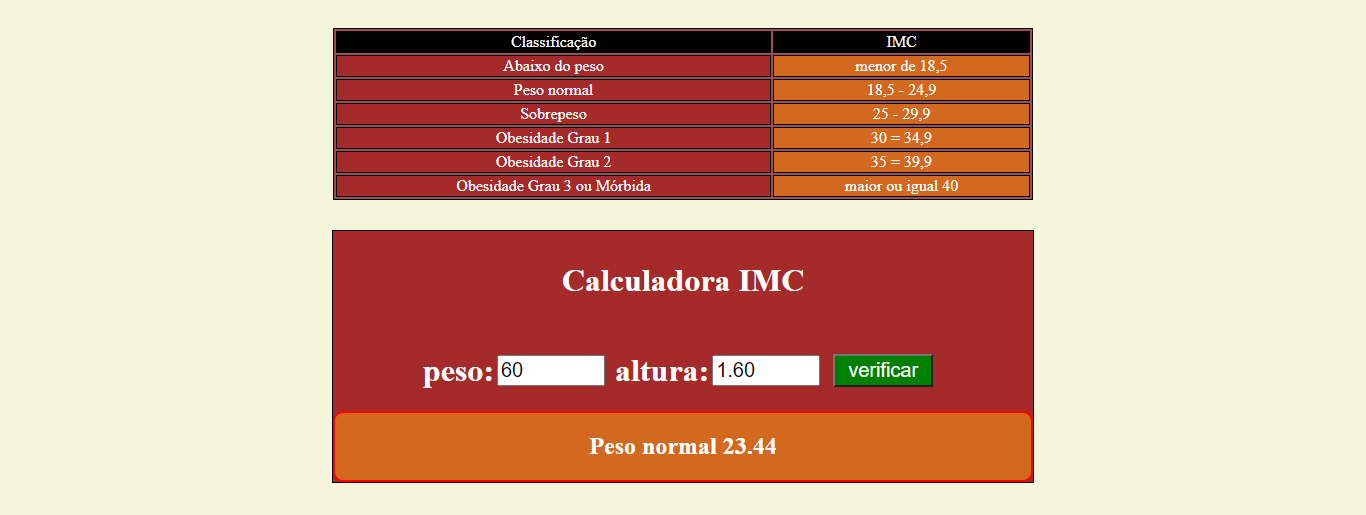 Classificação IMC
Abaixo do peso menor de 18,5
Peso normal 18,5 - 24,9
Sobrepeso 25 - 29,9
Obesidade Grau 1 30 = 34,9
Obesidade Grau 2 35 = 39,9
Obesidade Grau 3 ou Mórbida maior ou igual 40
Calculadora IMC
peso: 60 altura: 1.60 verificar
Peso normal 23.44